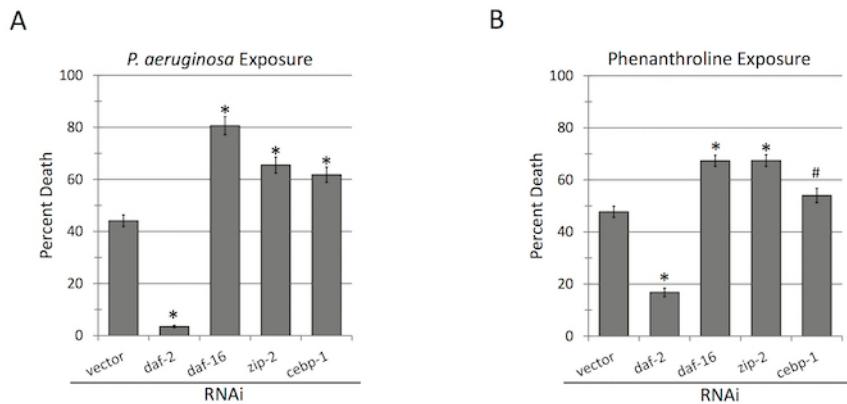 A
P. aeruginosa Exposure
Percent Death
100
80
60
40
20
0
*
*
*
*
vector
daf-2
daf-16
zip-2
cebp-1
RNAi
B
Phenanthroline Exposure
Percent Death
100
80
60
40
20
0
*
*
*
#
vector
daf-2
daf-16
zip-2
cebp-1
RNAi